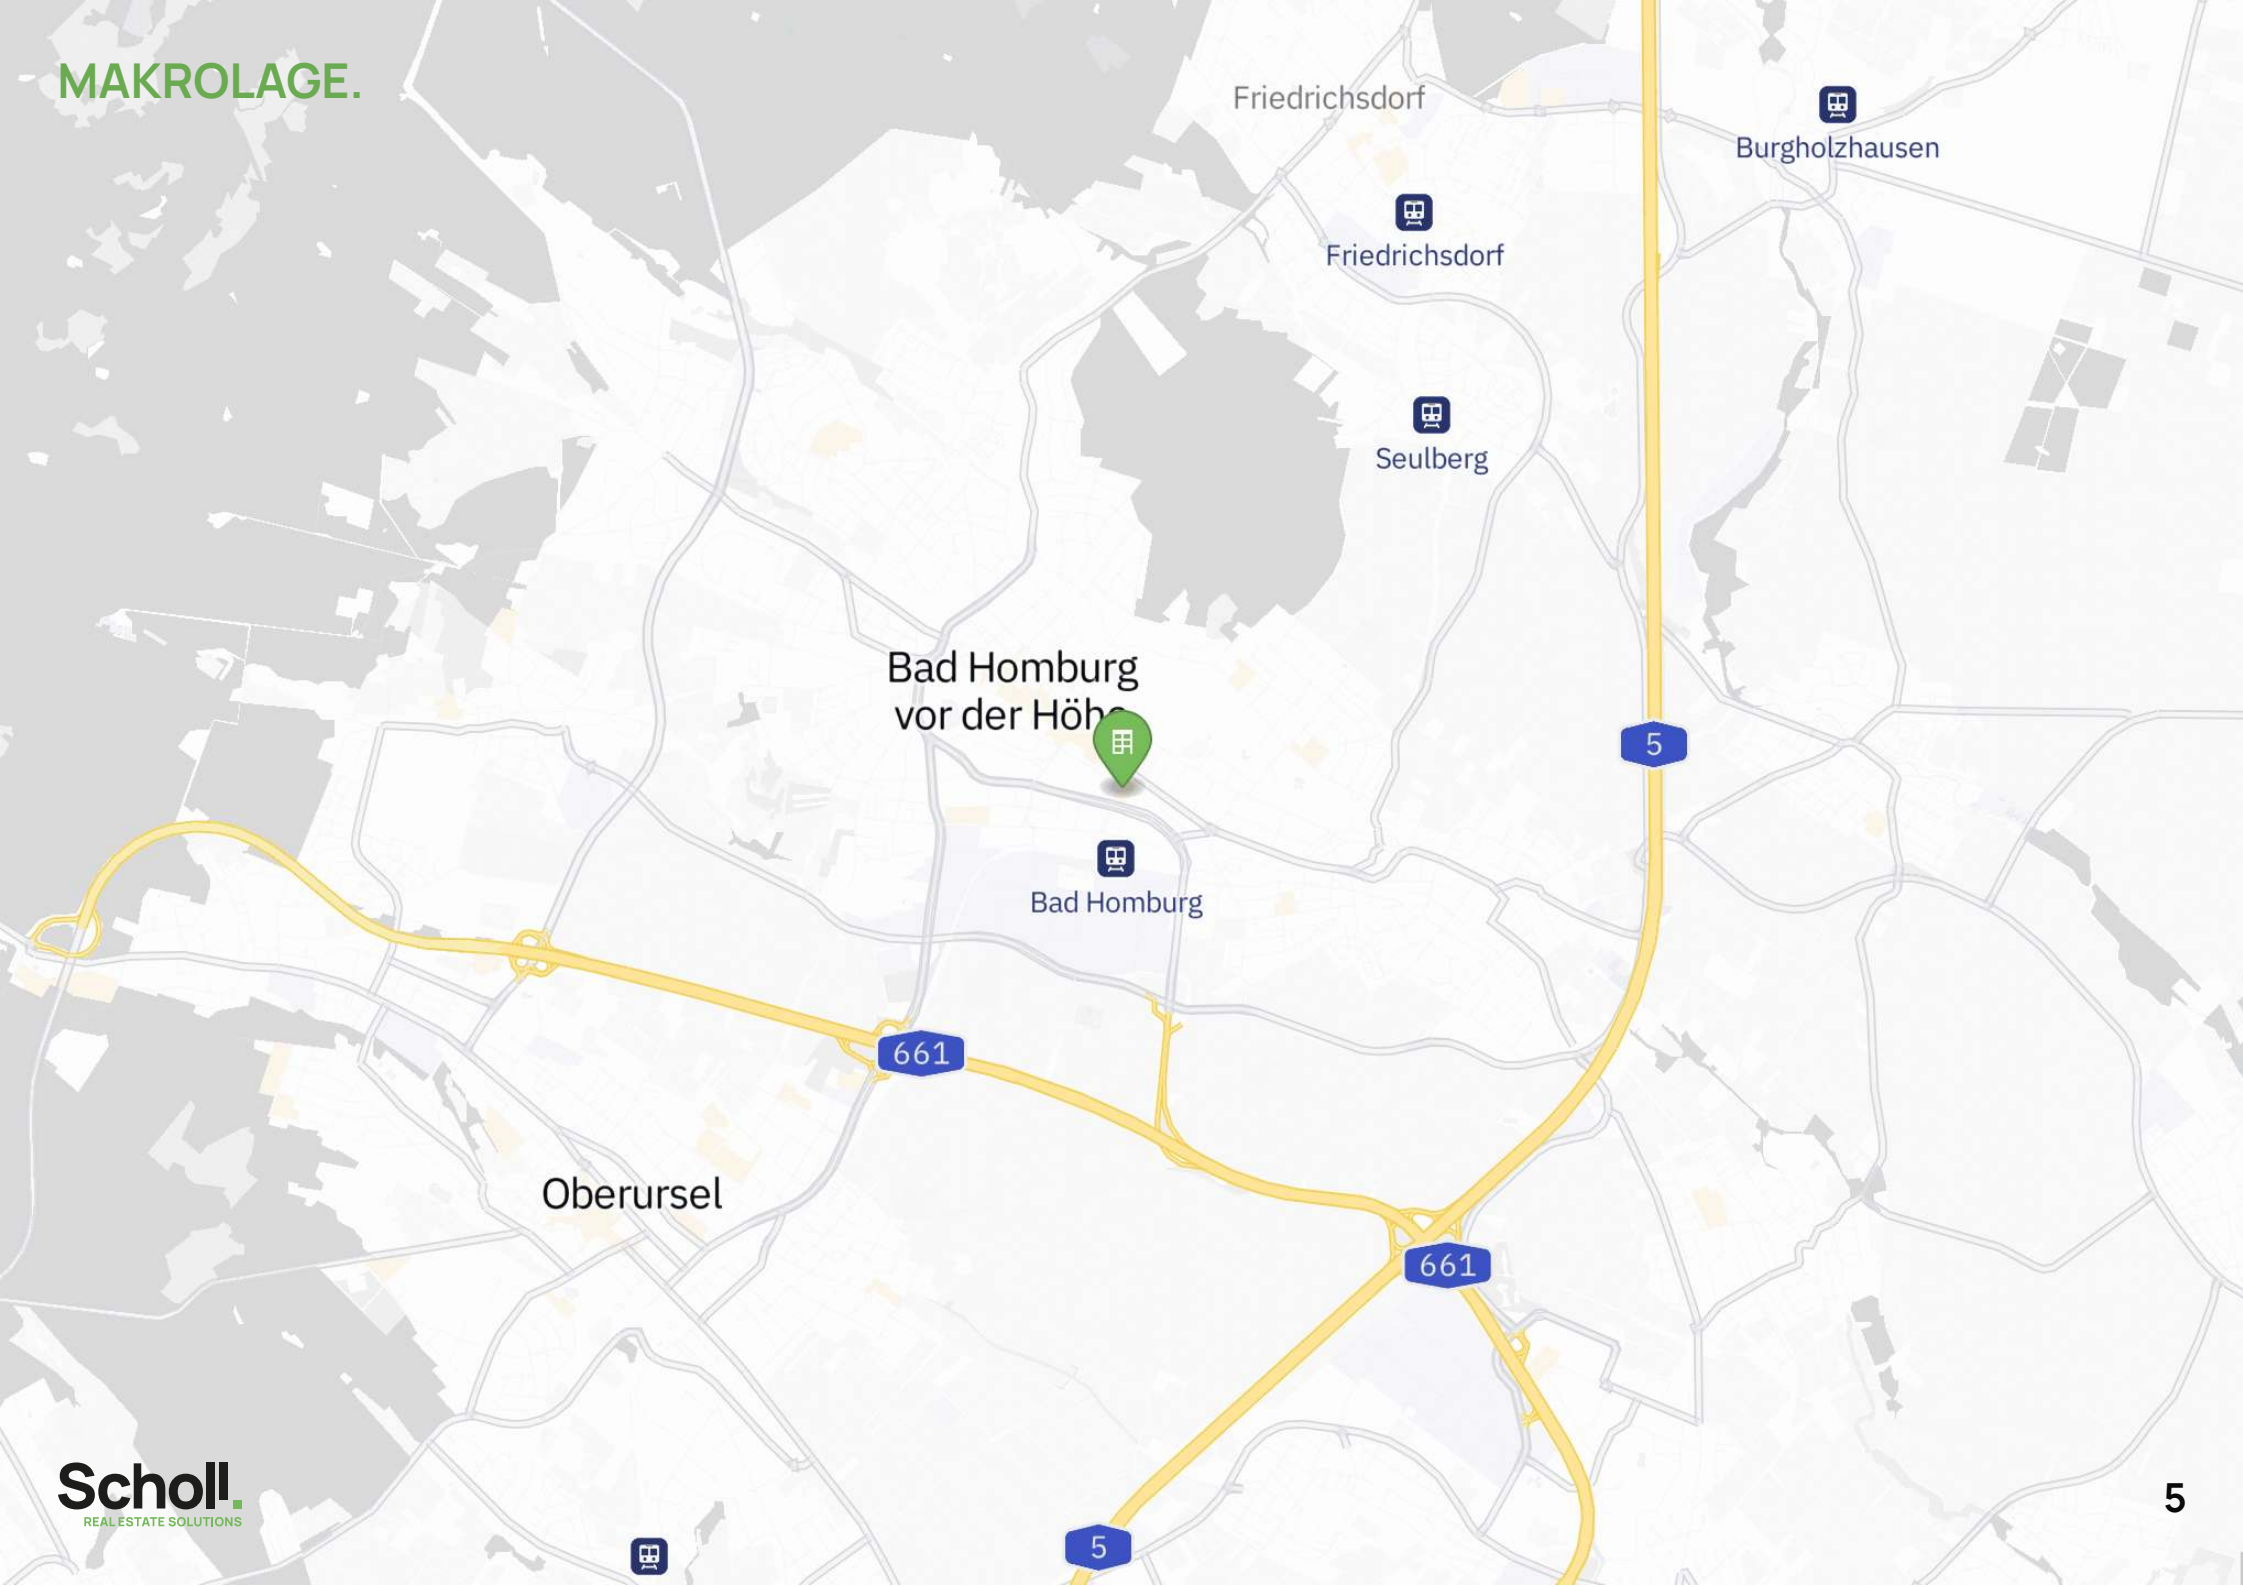 MAKROLAGE.
Friedrichsdorf
Burgholzhausen
Friedrichsdorf
Seulberg
Bad Homburg
vor der Höhe
5
Bad Homburg
661
Oberursel
661
Scholl.
REAL ESTATE SOLUTIONS
5
5